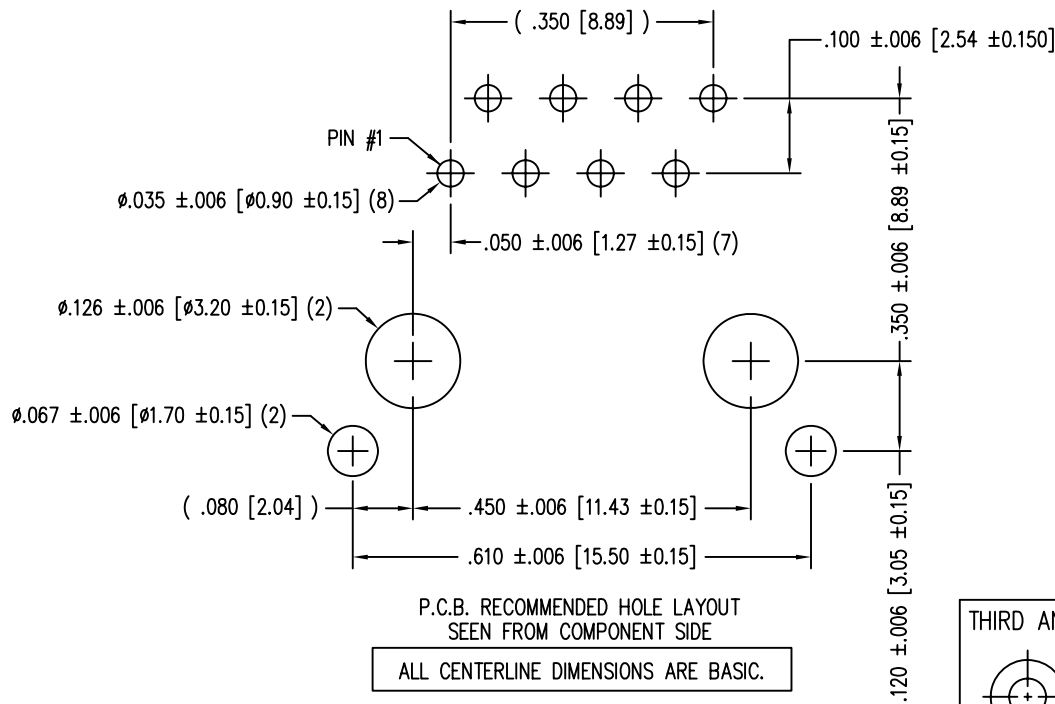 ( .350 [8.89] )
.100 ±.006 [2.54 ±0.150]
PIN #1
ø.035 ±.006 [ø0.90 ±0.15] (8)
.350 ±.006 [8.89 ±0.15]
.050 ±.006 [1.27 ±0.15] (7)
ø.126 ±.006 [ø3.20 ±0.15] (2)
ø.067 ±.006 [ø1.70 ±0.15] (2)
( .080 [2.04] )
.450 ±.006 [11.43 ±0.15]
.610 ±.006 [15.50 ±0.15]
.120 ±.006 [3.05 ±0.15]
P.C.B. RECOMMENDED HOLE LAYOUT
SEEN FROM COMPONENT SIDE
ALL CENTERLINE DIMENSIONS ARE BASIC.
THIRD